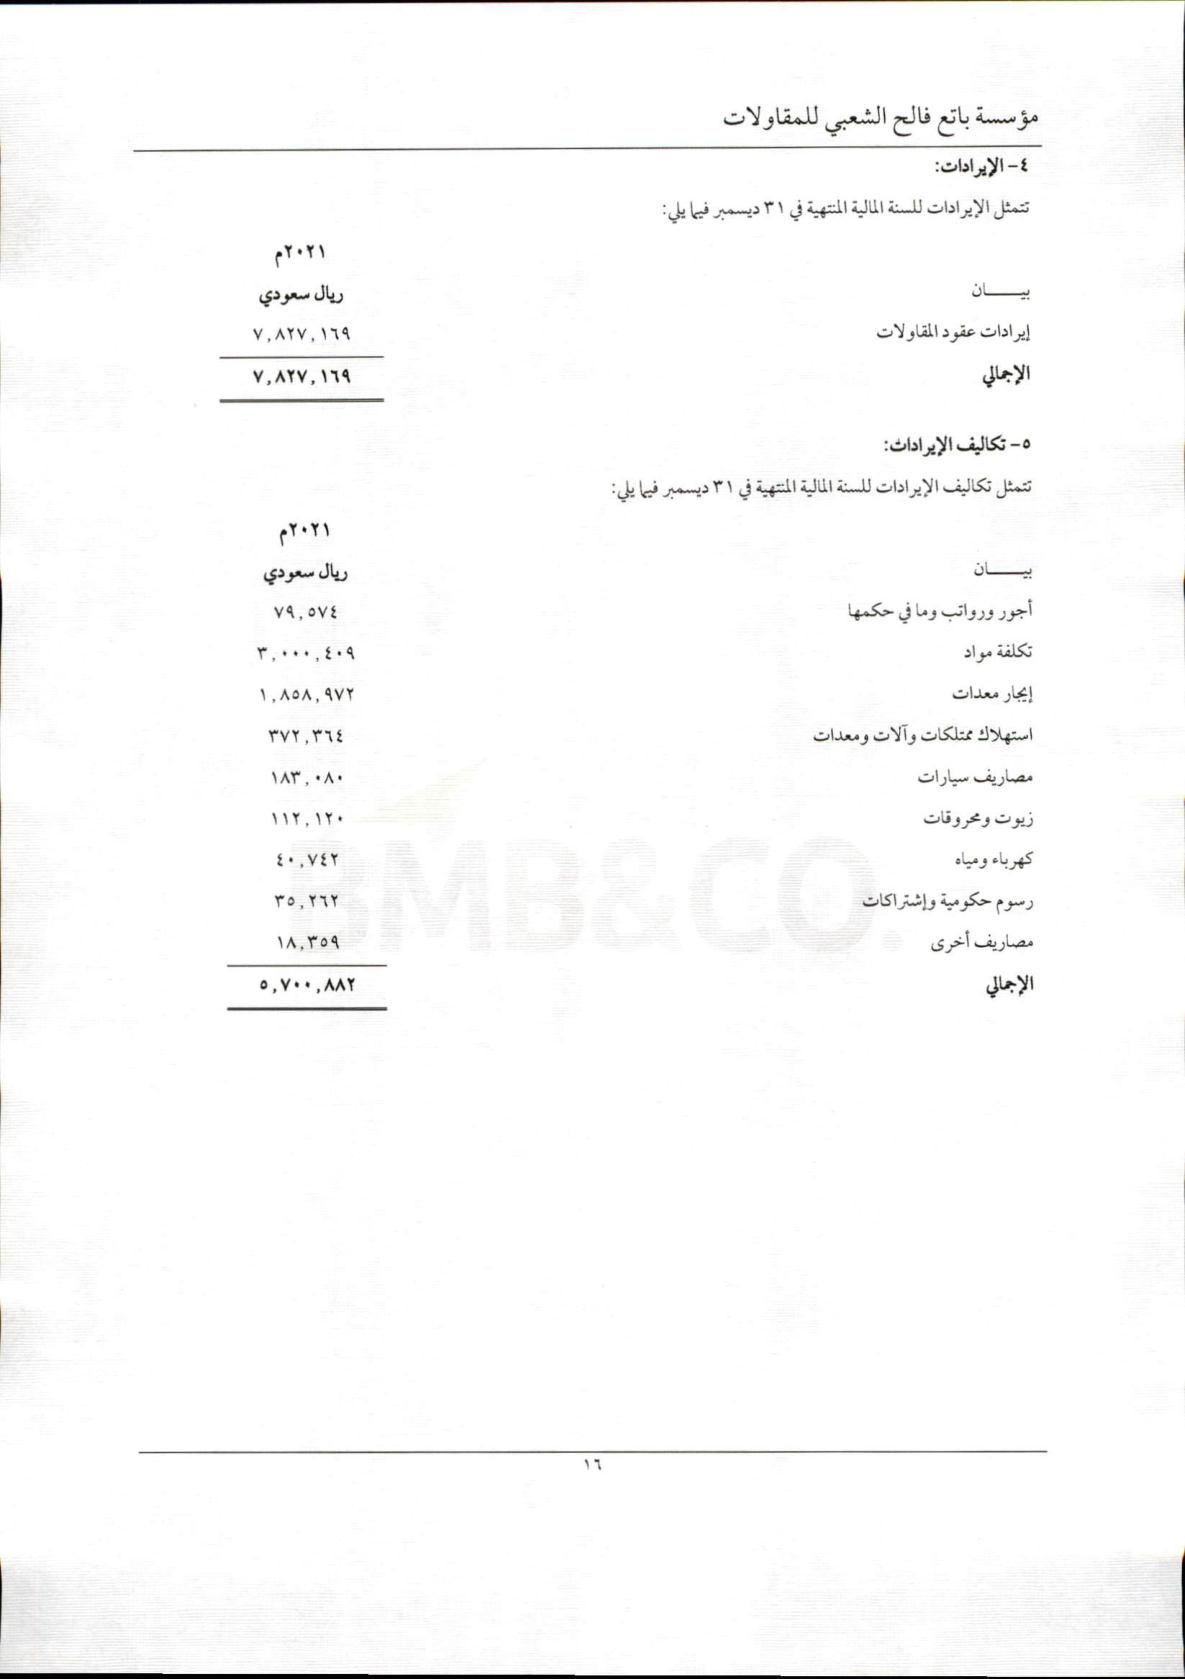 مؤسسة باتع فالح الشعبي للمقاولات
٤- الإيرادات:
تتمثل الإيرادات للسنة المالية المنتهية في ٣١ ديسمبر فيما يلي:
٢٠٢١م
بيـــــان ريال سعودي
إيرادات عقود المقاولات ٧,٨٢٧,١٦٩
الإجمالي ٧,٨٢٧,١٦٩
٥- تكاليف الإيرادات:
تتمثل تكاليف الإيرادات للسنة المالية المنتهية في ٣١ ديسمبر فيما يلي:
٢٠٢١م
بيـــــان ريال سعودي
أجور ورواتب وما في حكمها ٧٩,٥٧٤
تكلفة مواد ٣,٠٠٠,٤٠٩
إيجار معدات ١,٨٥٨,٩٧٢
استهلاك ممتلكات وآلات ومعدات ٣٧٢,٣٦٤
مصاريف سيارات ١٨٣,٠٨٠
زيوت ومحروقات ١١٢,١٢٠
كهرباء ومياه ٤٠,٧٤٢
رسوم حكومية وإشتراكات ٣٥,٢٦٢
مصاريف أخرى ١٨,٣٥٩
الإجمالي ٥,٧٠٠,٨٨٢
BMB&CO.
١٦